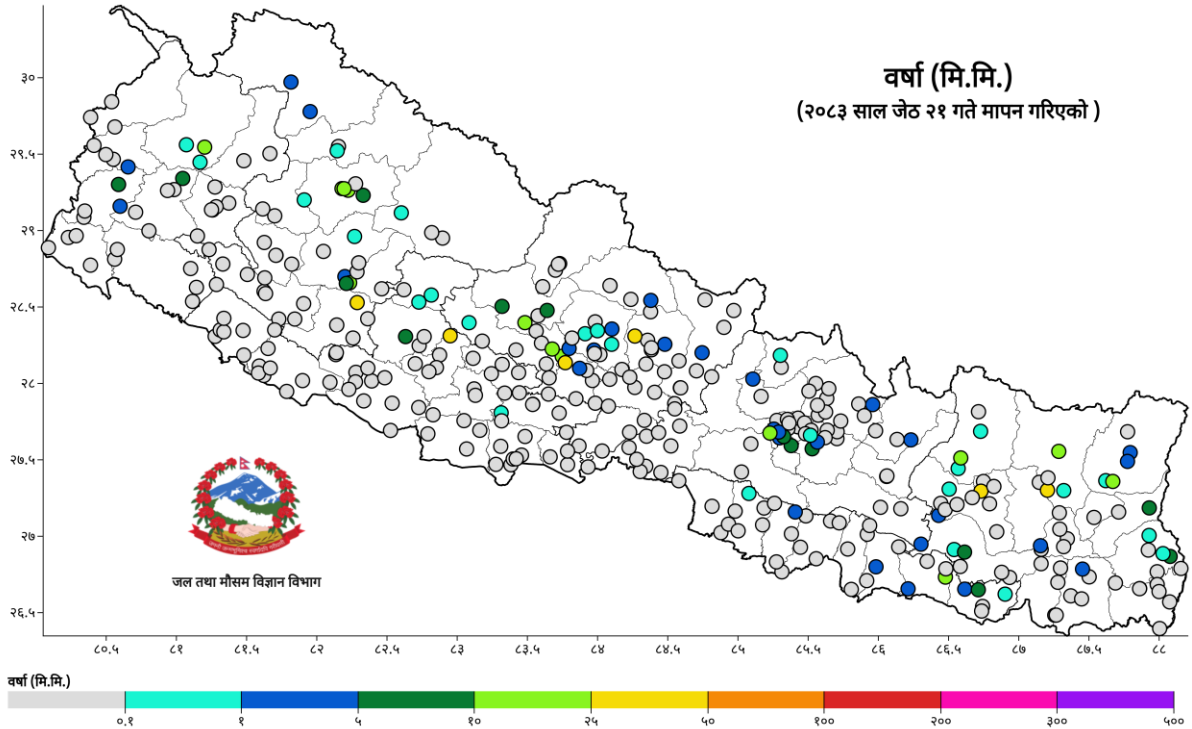 वर्षा (मि.मि.)
(२०८३ साल जेठ २१ गते मापन गरिएको )
३०
२९.५
२९
२८.५
२८
२७.५
२७
२६.५
जल तथा मौसम विज्ञान विभाग
८०.५ ८१ ८१.५ ८२ ८२.५ ८३ ८३.५ ८४ ८४.५ ८५ ८५.५ ८६ ८६.५ ८७ ८७.५ ८८
वर्षा (मि.मि.)
०.१ १ ५ १० २५ ५० १०० २०० ३०० ५००